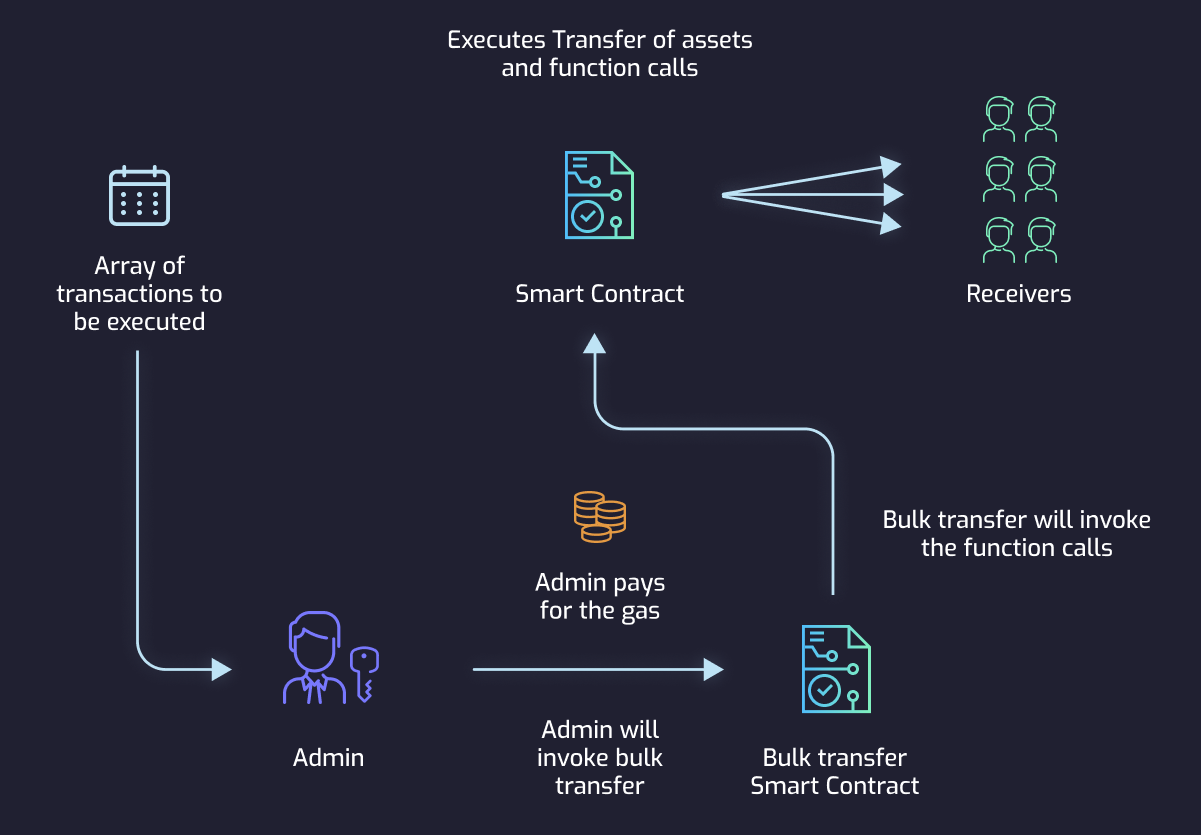 Executes Transfer of assets
and function calls
Array of
transactions to
be executed
Smart Contract
Receivers
Bulk transfer will invoke
the function calls
Admin pays
for the gas
Admin
Admin will
invoke bulk
transfer
Bulk transfer
Smart Contract